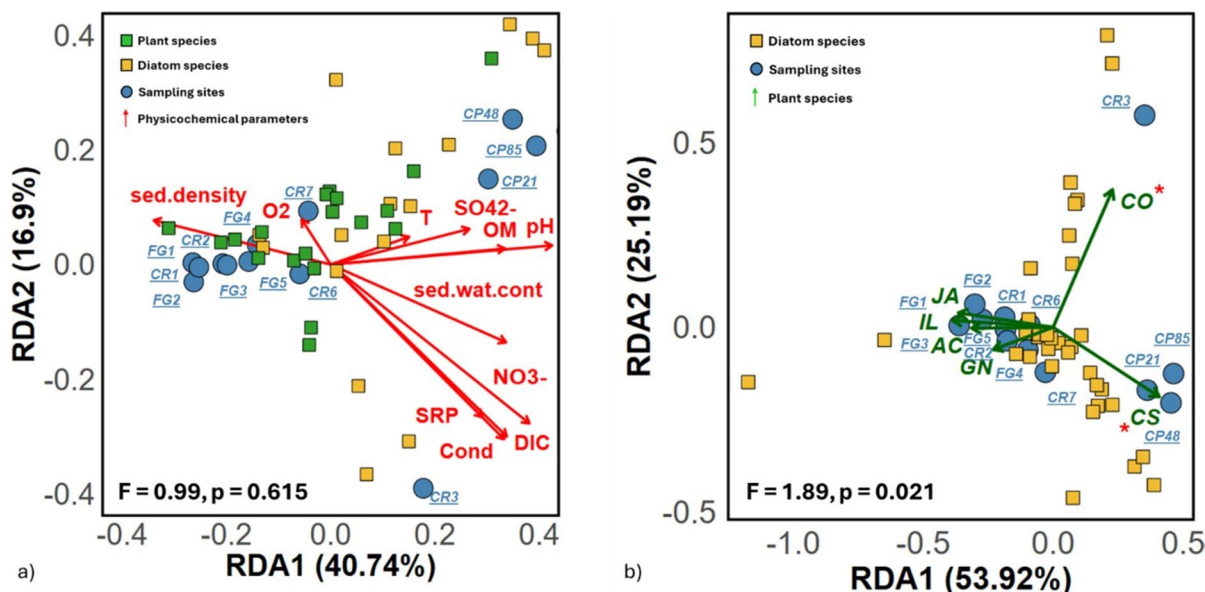 Plant species
Diatom species
Sampling sites
Physicochemical parameters
0.4
0.2
0.0
-0.2
-0.4
RDA2 (16.9%)
CP48
CP85
CP21
sed.density
CR7
O2
T
SO42-
OM
pH
FG4
CR2
FG1
CR1
FG2
FG3
FG5
CR6
sed.wat.cont
NO3-
SRP
Cond
DIC
CR3
F = 0.99, p = 0.615
-0.4
-0.2
0.0
0.2
0.4
RDA1 (40.74%)
a)
Diatom species
Sampling sites
Plant species
0.5
0.0
-0.5
RDA2 (25.19%)
CR3
CO
*
FG2
CR1
CR6
FG1
JA
IL
FG3
AC
FG5
CR2
GN
FG4
CR7
CP85
CP21
CS
*
CP48
F = 1.89, p = 0.021
-1.0
-0.5
0.0
0.5
RDA1 (53.92%)
b)